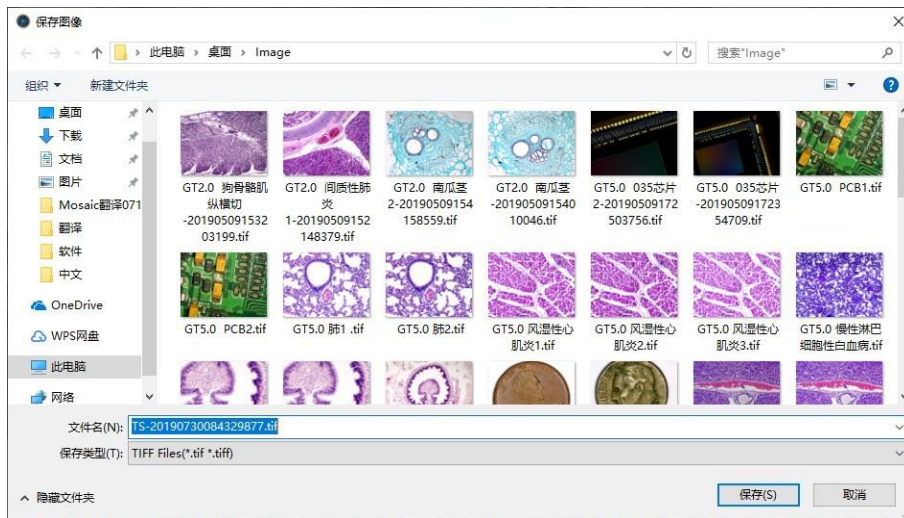 保存图像
此电脑 › 桌面 › Image
搜索"Image"
组织
新建文件夹
桌面
下载
文档
图片
Mosaic翻译071
翻译
软件
中文
OneDrive
WPS网盘
此电脑
网络
GT2.0 狗骨骼肌
纵横切
-201905091532
03199.tif
GT2.0 间质性肺
炎
1-20190509152
148379.tif
GT2.0 南瓜茎
2-20190509154
158559.tif
GT2.0 南瓜茎
-201905091540
10046.tif
GT5.0 035芯片
2-20190509172
503756.tif
GT5.0 035芯片
-201905091723
54709.tif
GT5.0 PCB1.tif
GT5.0 PCB2.tif
GT5.0 肺1 .tif
GT5.0 肺2.tif
GT5.0 风湿性心
肌炎1.tif
GT5.0 风湿性心
肌炎2.tif
GT5.0 风湿性心
肌炎3.tif
GT5.0 慢性淋巴
细胞性白血病.tif
文件名(N): TS-20190730084329877.tif
保存类型(T): TIFF Files(*.tif *.tiff)
隐藏文件夹
保存(S)
取消